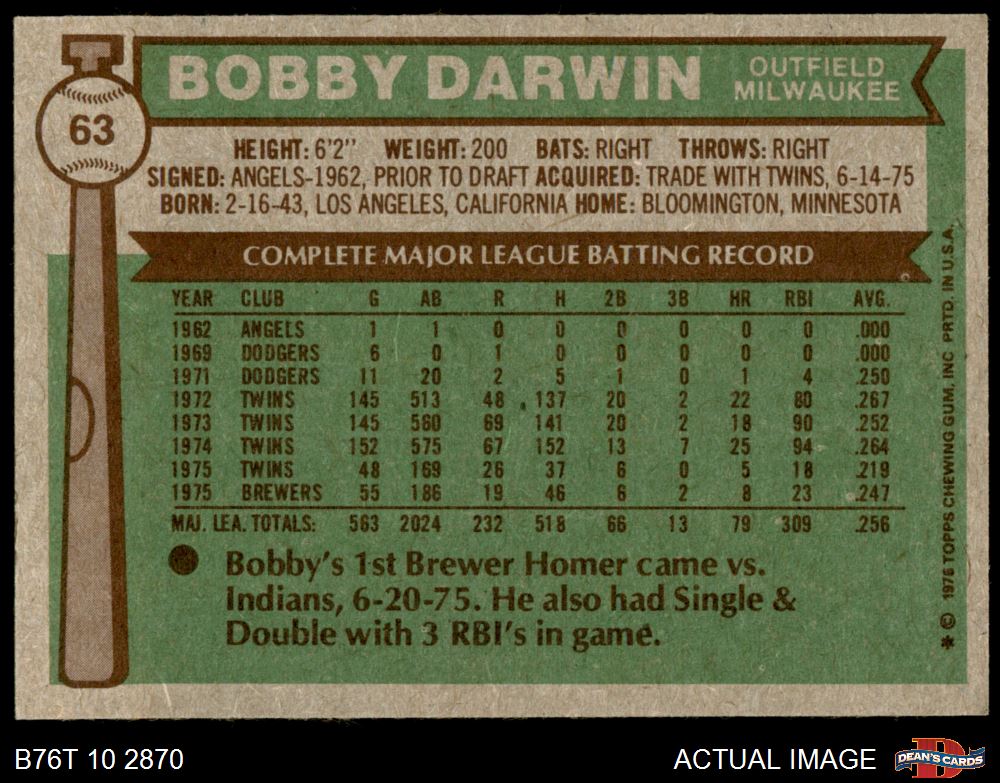 BOBBY DARWIN
OUTFIELD
MILWAUKEE
63
HEIGHT: 6'2" WEIGHT: 200 BATS: RIGHT THROWS: RIGHT
SIGNED: ANGELS-1962, PRIOR TO DRAFT ACQUIRED: TRADE WITH TWINS, 6-14-75
BORN: 2-16-43, LOS ANGELES, CALIFORNIA HOME: BLOOMINGTON, MINNESOTA
COMPLETE MAJOR LEAGUE BATTING RECORD
YEAR CLUB G AB R H 2B 3B HR RBI AVG.
1962 ANGELS 1 1 0 0 0 0 0 0 .000
1969 DODGERS 6 0 1 0 0 0 0 0 .000
1971 DODGERS 11 20 2 5 1 0 1 4 .250
1972 TWINS 145 513 48 137 20 2 22 80 .267
1973 TWINS 145 560 69 141 20 2 18 90 .252
1974 TWINS 152 575 67 152 13 7 25 94 .264
1975 TWINS 48 169 26 37 6 0 5 18 .219
1975 BREWERS 55 186 19 46 6 2 8 23 .247
MAJ. LEA. TOTALS: 563 2024 232 518 66 13 79 309 .256
Bobby's 1st Brewer Homer came vs.
Indians, 6-20-75. He also had Single &
Double with 3 RBI's in game.
* © 1976 TOPPS CHEWING GUM, INC PRTD. IN U.S.A.
B76T 10 2870
ACTUAL IMAGE
D
DEAN'S CARDS